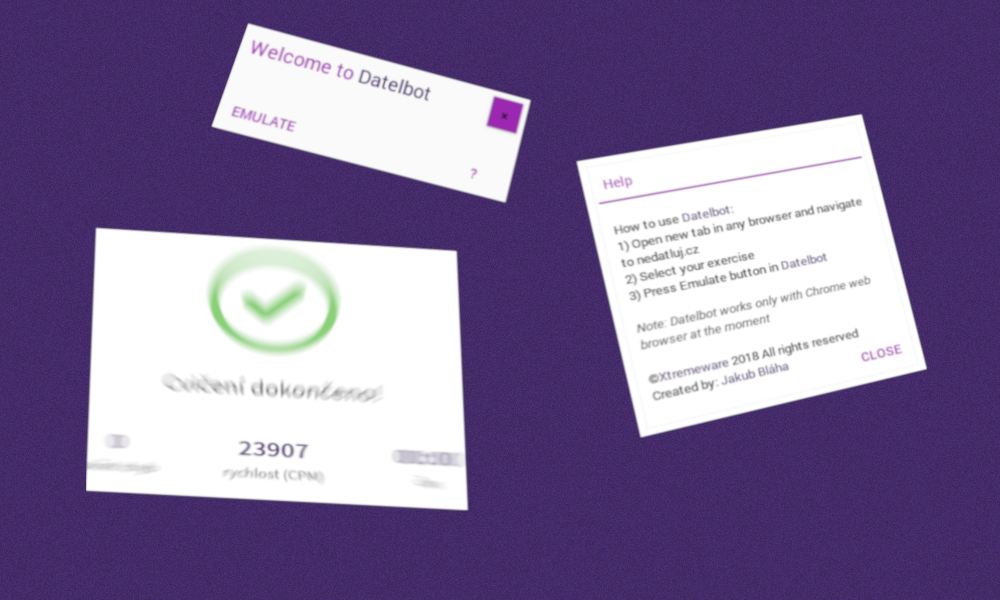 Welcome to Datelbot
×
EMULATE
?
Help
How to use Datelbot:
1) Open new tab in any browser and navigate
to nedatluj.cz
2) Select your exercise
3) Press Emulate button in Datelbot
Note: Datelbot works only with Chrome web
browser at the moment
©Xtremeware 2018 All rights reserved
Created by: Jakub Bláha
CLOSE
Cvičení dokončeno!
23907
rychlost (CPM)